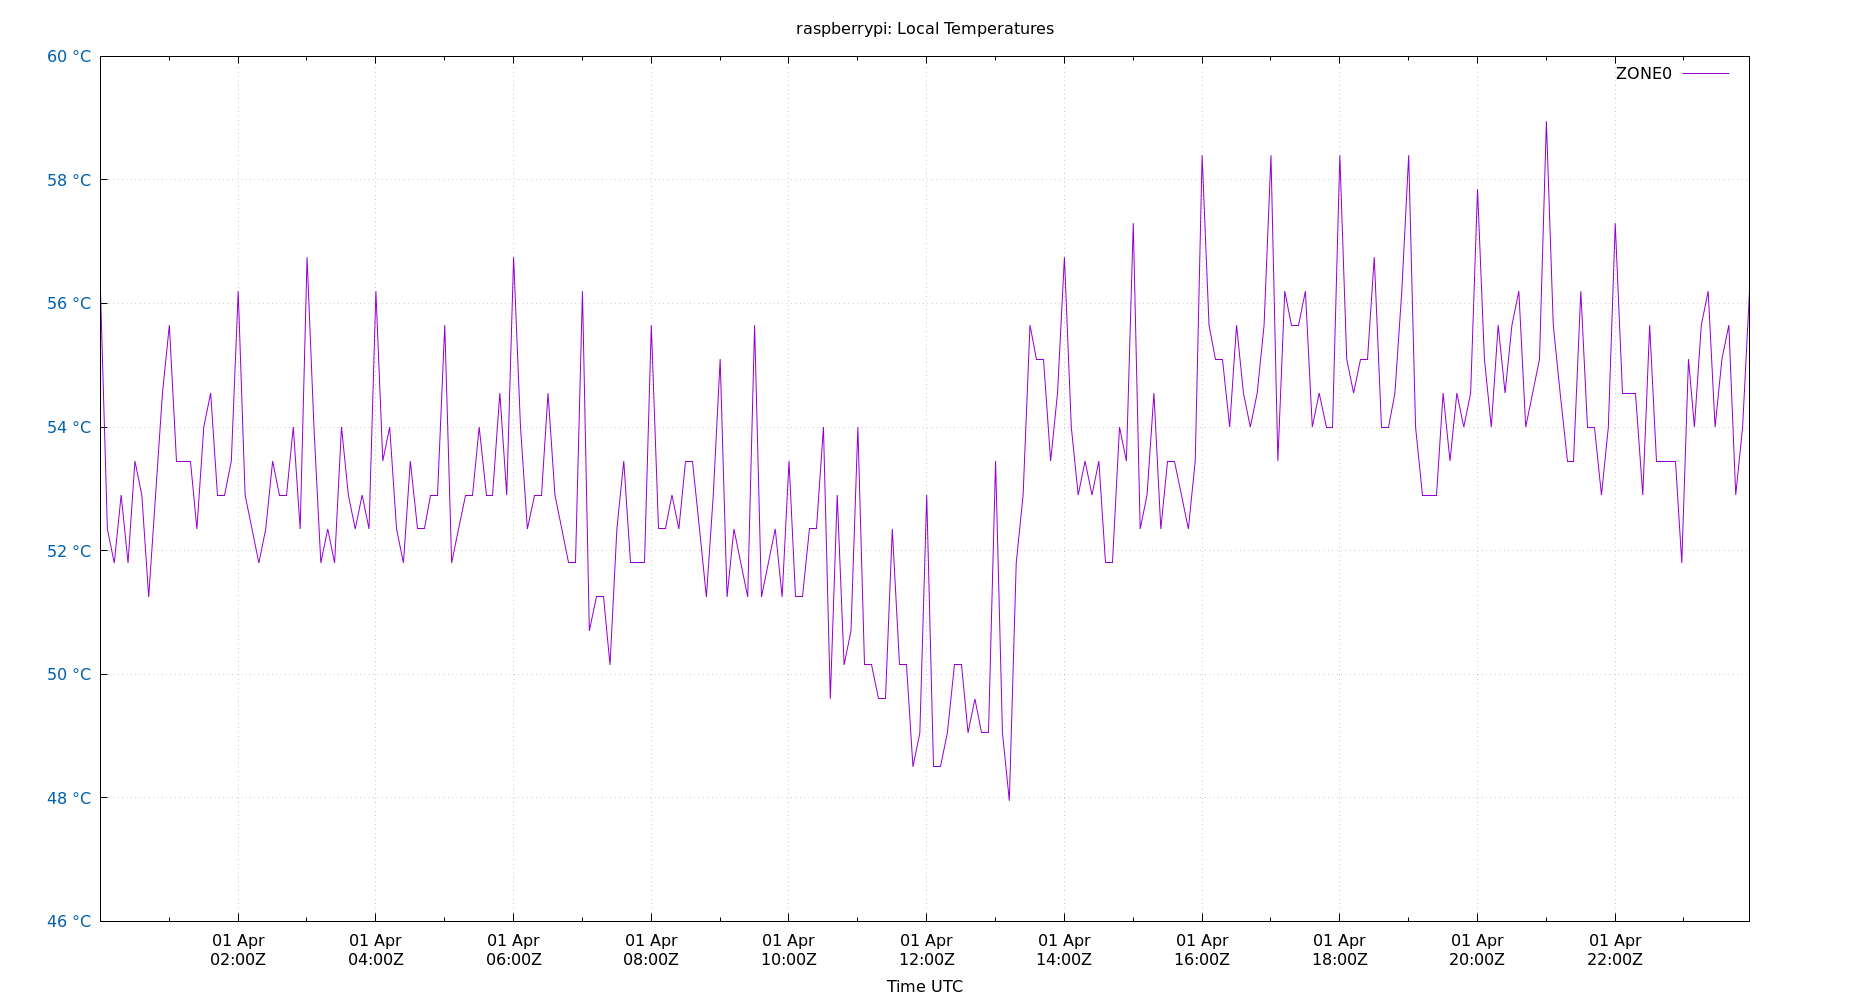 raspberrypi: Local Temperatures
60 °C
ZONE0
58 °C
56 °C
54 °C
52 °C
50 °C
48 °C
46 °C
01 Apr 01 Apr 01 Apr 01 Apr 01 Apr 01 Apr 01 Apr 01 Apr 01 Apr 01 Apr 01 Apr
02:00Z 04:00Z 06:00Z 08:00Z 10:00Z 12:00Z 14:00Z 16:00Z 18:00Z 20:00Z 22:00Z
Time UTC